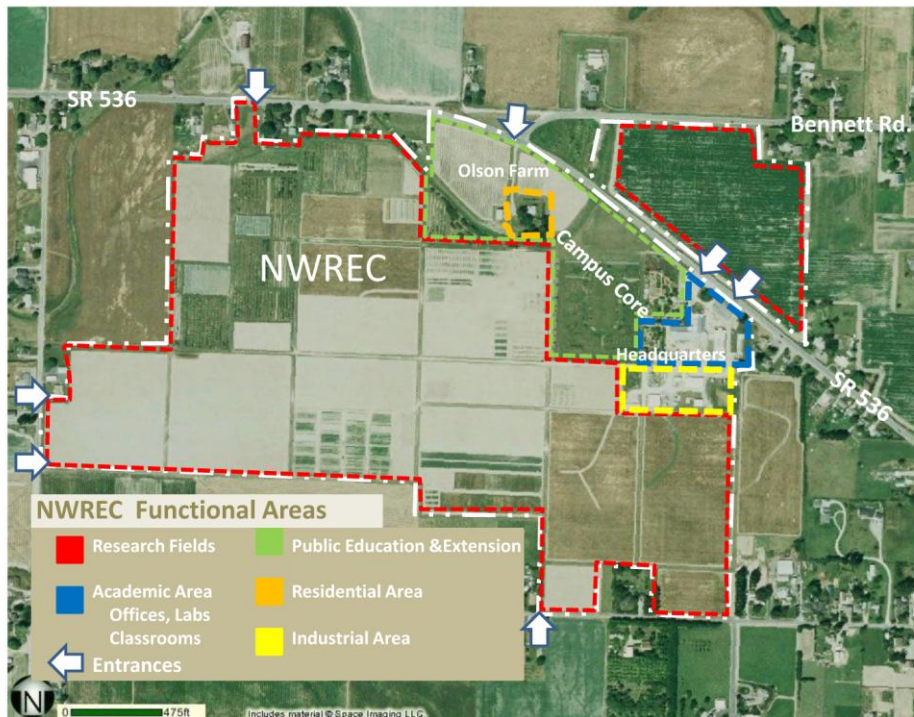 SR 536
Bennett Rd.
Olson Farm
NWREC
Campus Core
Headquarters
SR 536
NWREC Functional Areas
Research Fields
Public Education &Extension
Academic Area
Offices, Labs
Classrooms
Residential Area
Industrial Area
Entrances
N
0 475ft
Includes material © Space Imaging LLC